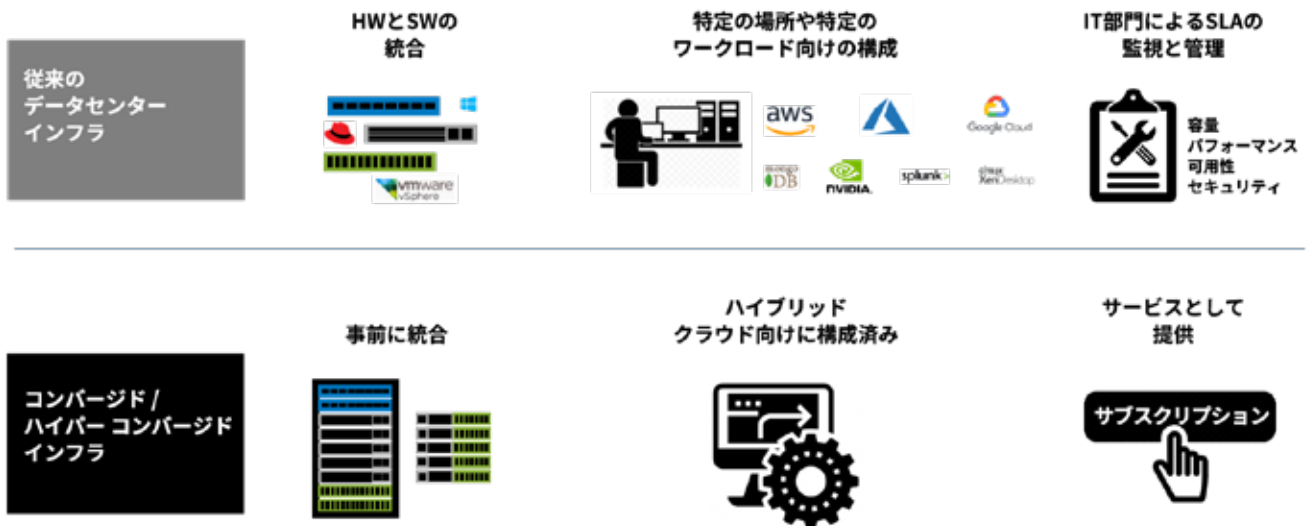 HWとSWの
統合
特定の場所や特定の
ワークロード向けの構成
IT部門によるSLAの
監視と管理
従来の
データセンター
インフラ
aws
Google Cloud
mongo
DB
NVIDIA.
splunk>
citrix
XenDesktop
vmware
vSphere
容量
パフォーマンス
可用性
セキュリティ
事前に統合
ハイブリッド
クラウド向けに構成済み
サービスとして
提供
コンバージド /
ハイパー コンバージド
インフラ
サブスクリプション